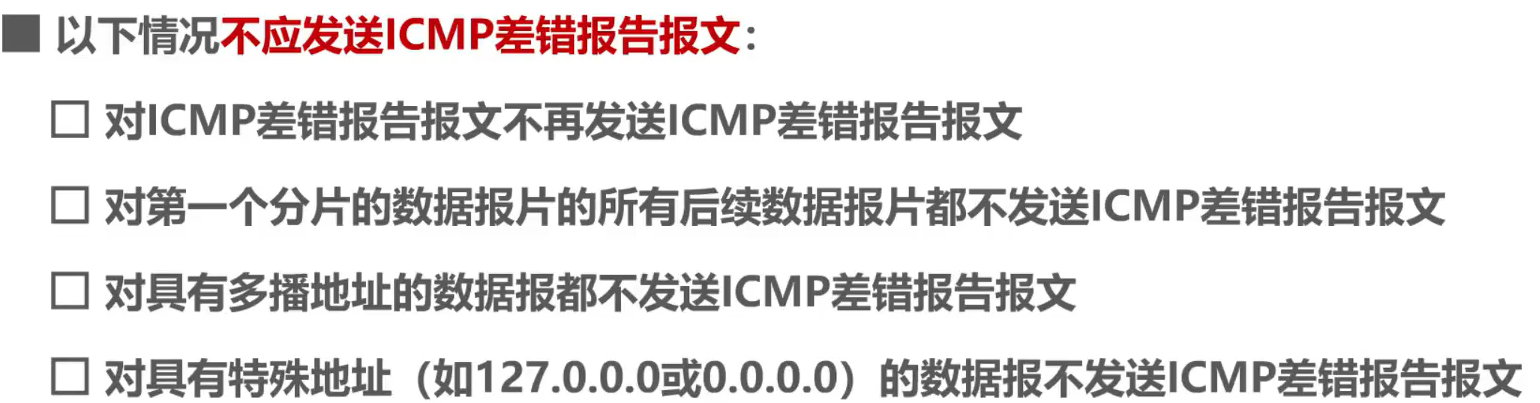 ■ 以下情况不应发送ICMP差错报告报文：
□ 对ICMP差错报告报文不再发送ICMP差错报告报文
□ 对第一个分片的数据报片的所有后续数据报片都不发送ICMP差错报告报文
□ 对具有多播地址的数据报都不发送ICMP差错报告报文
□ 对具有特殊地址（如127.0.0.0或0.0.0.0）的数据报不发送ICMP差错报告报文